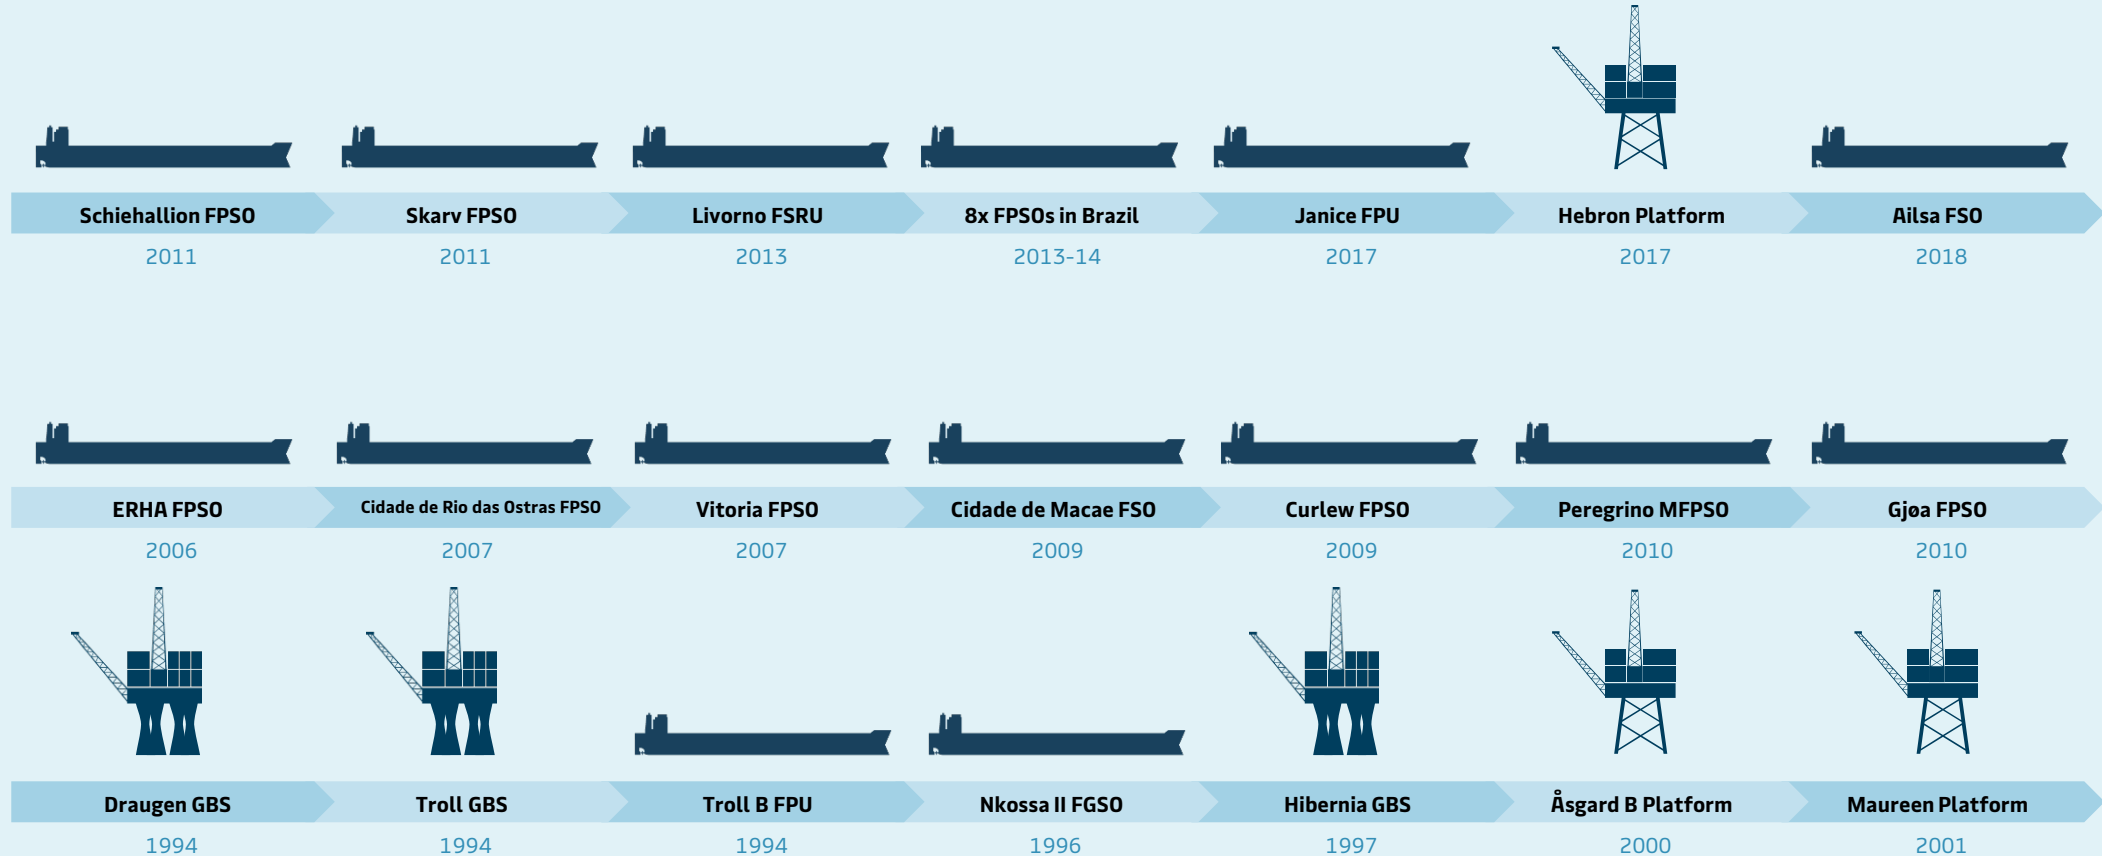 Schiehallion FPSO
Skarv FPSO
Livorno FSRU
8x FPSOs in Brazil
Janice FPU
Hebron Platform
Ailsa FSO
2011
2011
2013
2013-14
2017
2017
2018
ERHA FPSO
Cidade de Rio das Ostras FPSO
Vitoria FPSO
Cidade de Macae FSO
Curlew FPSO
Peregrino MFPSO
Gjøa FPSO
2006
2007
2007
2009
2009
2010
2010
Draugen GBS
Troll GBS
Troll B FPU
Nkossa II FGSO
Hibernia GBS
Åsgard B Platform
Maureen Platform
1994
1994
1994
1996
1997
2000
2001